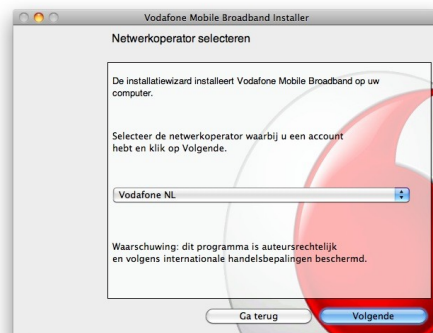 Vodafone Mobile Broadband Installer
Netwerkoperator selecteren
De installatiewizard installeert Vodafone Mobile Broadband op uw
computer.
Selecteer de netwerkoperator waarbij u een account
hebt en klik op Volgende.
Vodafone NL
Waarschuwing: dit programma is auteursrechtelijk
en volgens internationale handelsbepalingen beschermd.
Ga terug
Volgende